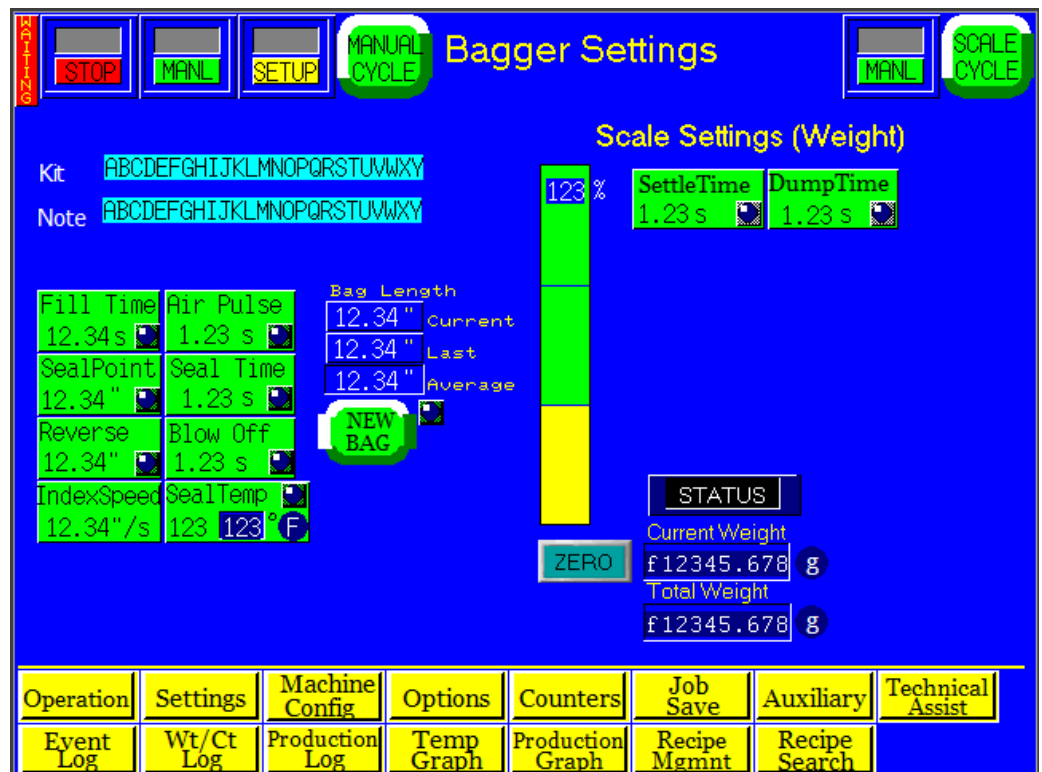 WAITING
STOP
MANL
SETUP
MANUAL
CYCLE
Bagger Settings
MANL
SCALE
CYCLE
Scale Settings (Weight)
Kit ABCDEFGHIJKLMNOPQRSTUVWXY
Note ABCDEFGHIJKLMNOPQRSTUVWXY
123 %
SettleTime
1.23 s
DumpTime
1.23 s
Fill Time
12.34 s
Air Pulse
1.23 s
SealPoint
12.34"
Seal Time
1.23 s
Reverse
12.34"
Blow Off
1.23 s
IndexSpeed
12.34"/s
SealTemp
123 123 °F
Bag Length
12.34" Current
12.34" Last
12.34" Average
NEW
BAG
STATUS
ZERO
Current Weight
f12345.678 g
Total Weight
f12345.678 g
Operation
Settings
Machine
Config
Options
Counters
Job
Save
Auxiliary
Technical
Assist
Event
Log
Wt/Ct
Log
Production
Log
Temp
Graph
Production
Graph
Recipe
Mgmnt
Recipe
Search